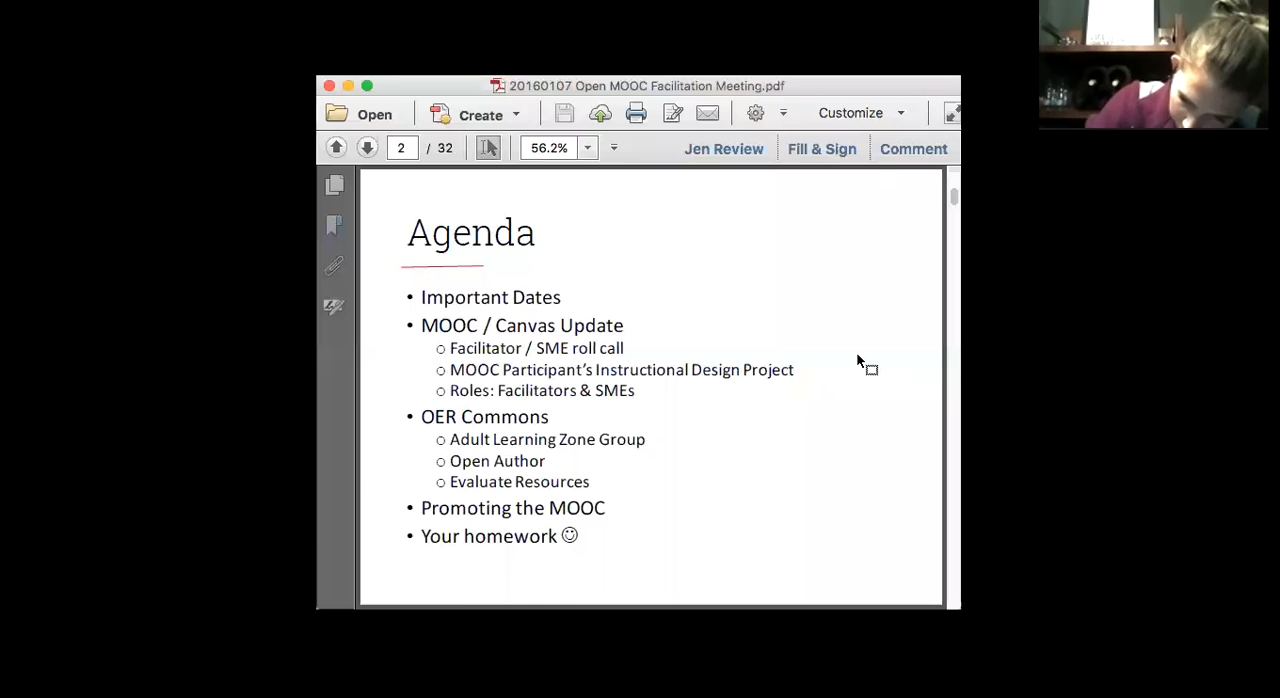 20160107 Open MOOC Facilitation Meeting.pdf
Open Create Customize
2 / 32 56.2% Jen Review Fill & Sign Comment
Agenda
• Important Dates
• MOOC / Canvas Update
○ Facilitator / SME roll call
○ MOOC Participant's Instructional Design Project
○ Roles: Facilitators & SMEs
• OER Commons
○ Adult Learning Zone Group
○ Open Author
○ Evaluate Resources
• Promoting the MOOC
• Your homework ☺